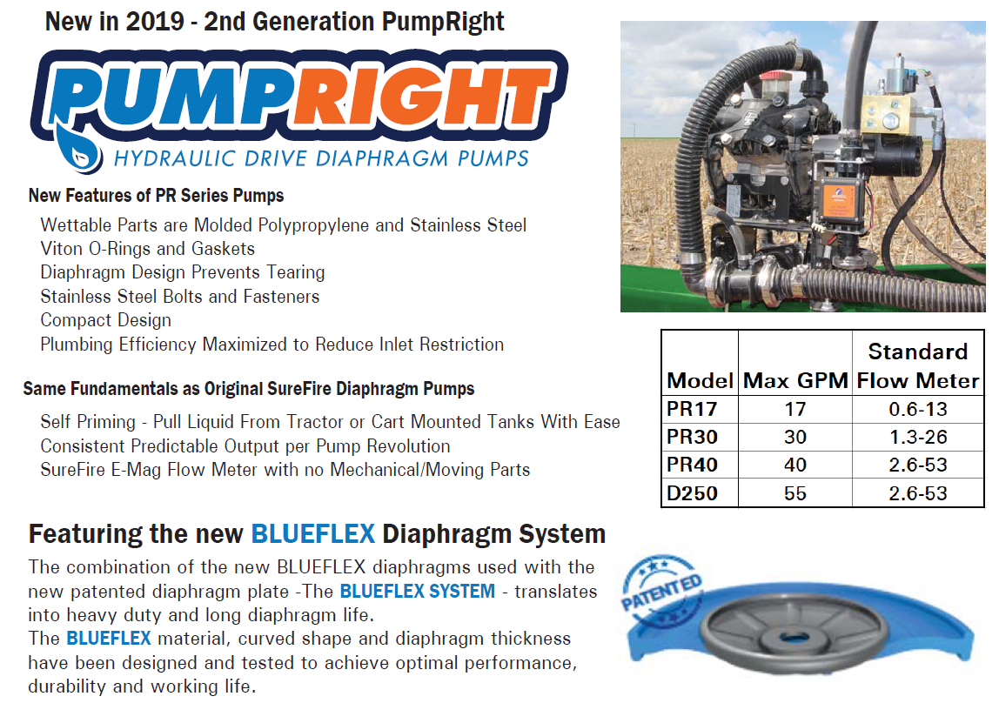 New in 2019 - 2nd Generation PumpRight
PUMPRIGHT
HYDRAULIC DRIVE DIAPHRAGM PUMPS
New Features of PR Series Pumps
Wettable Parts are Molded Polypropylene and Stainless Steel
Viton O-Rings and Gaskets
Diaphragm Design Prevents Tearing
Stainless Steel Bolts and Fasteners
Compact Design
Plumbing Efficiency Maximized to Reduce Inlet Restriction
Same Fundamentals as Original SureFire Diaphragm Pumps
Self Priming - Pull Liquid From Tractor or Cart Mounted Tanks With Ease
Consistent Predictable Output per Pump Revolution
SureFire E-Mag Flow Meter with no Mechanical/Moving Parts
Standard
Model Max GPM Flow Meter
PR17 17 0.6-13
PR30 30 1.3-26
PR40 40 2.6-53
D250 55 2.6-53
Featuring the new BLUEFLEX Diaphragm System
The combination of the new BLUEFLEX diaphragms used with the
new patented diaphragm plate -The BLUEFLEX SYSTEM - translates
into heavy duty and long diaphragm life.
The BLUEFLEX material, curved shape and diaphragm thickness
have been designed and tested to achieve optimal performance,
durability and working life.
PATENTED